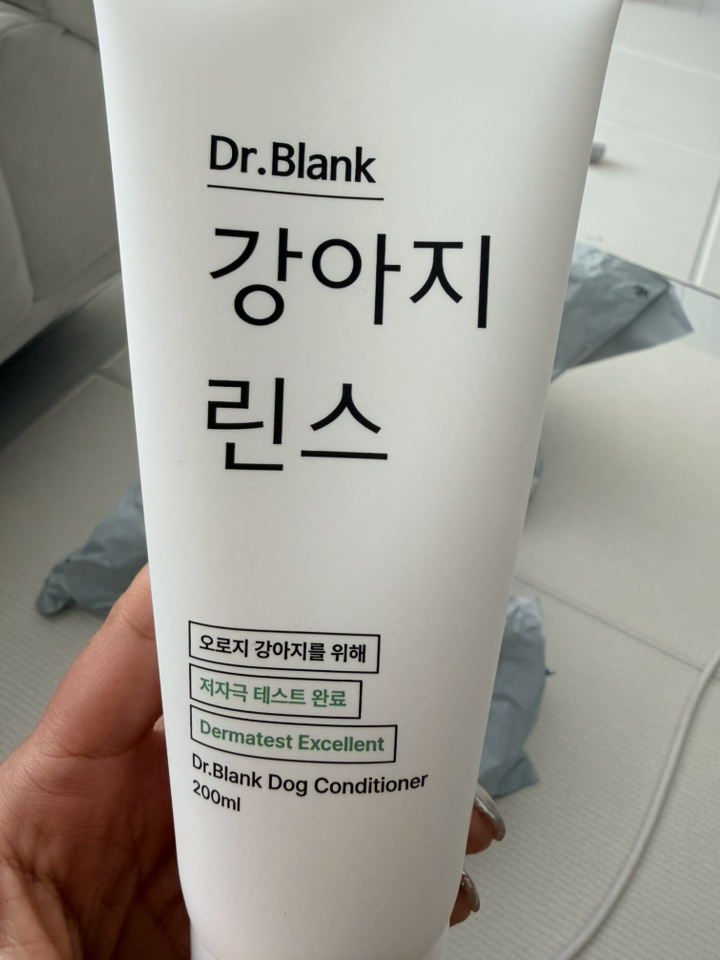 Dr.Blank
강아지
린스
오로지 강아지를 위해
저자극 테스트 완료
Dermatest Excellent
Dr.Blank Dog Conditioner
200ml